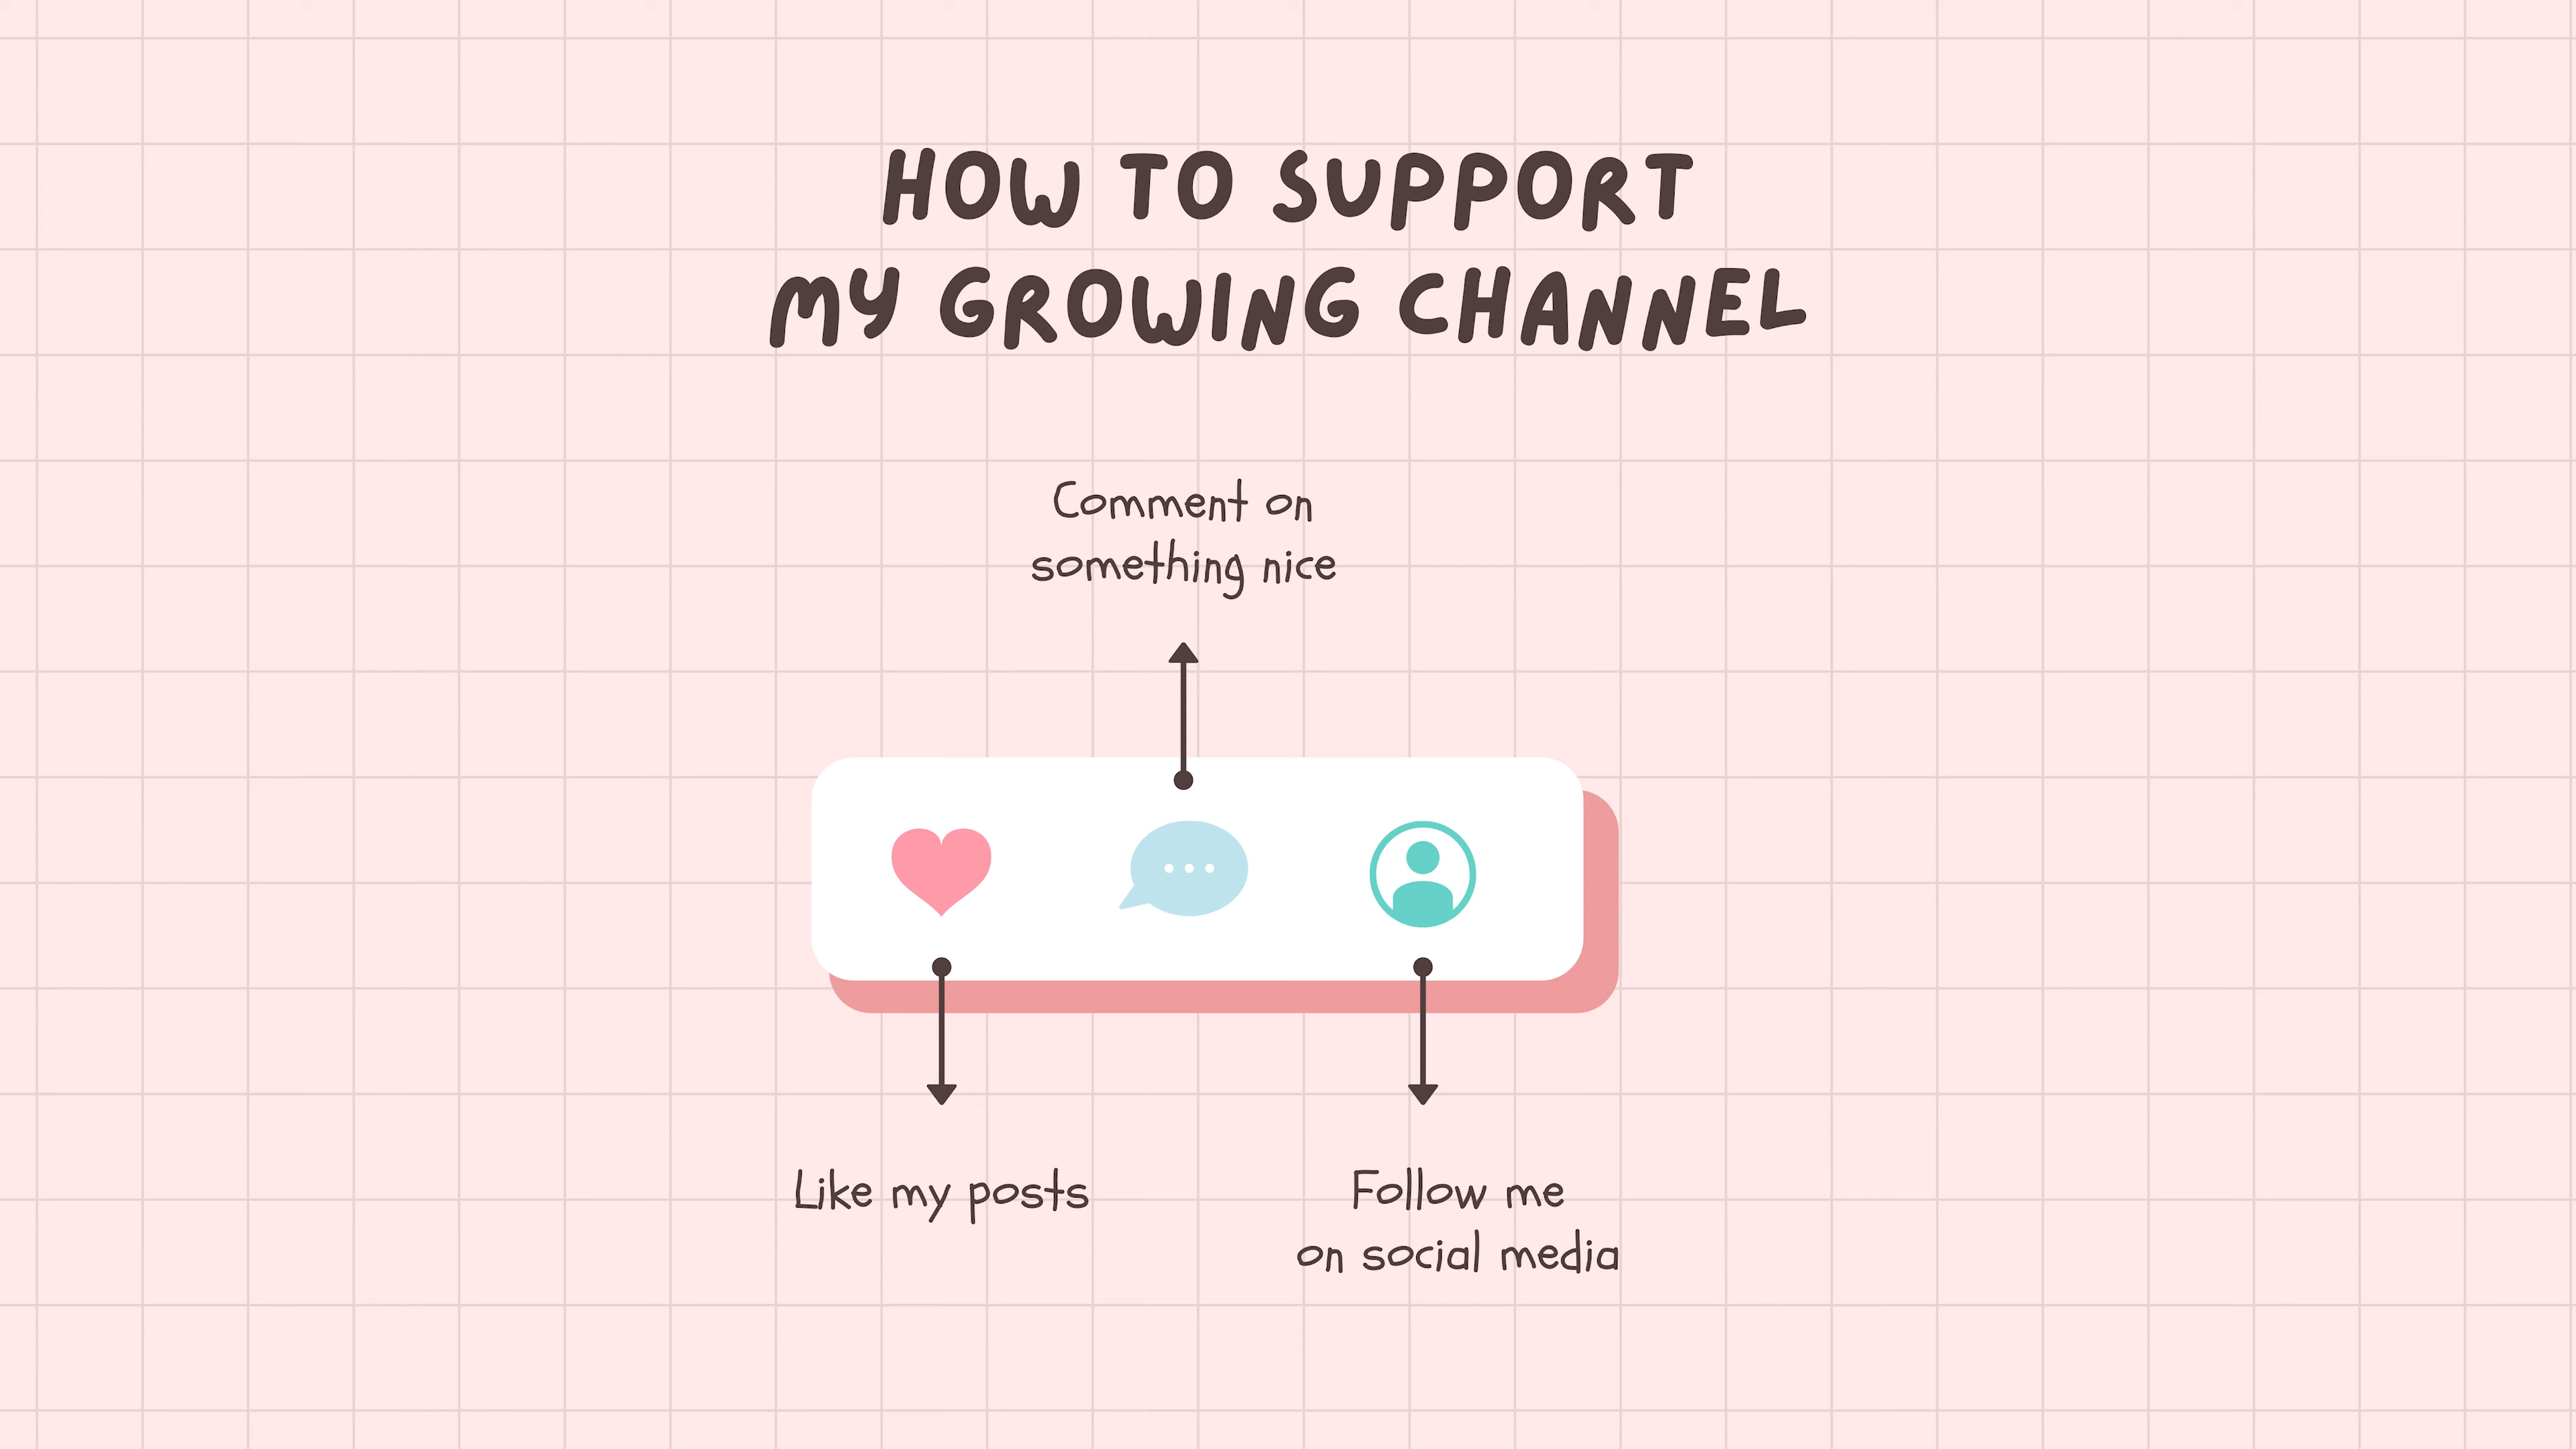 HOW TO SUPPORT
MY GROWING CHANNEL
Comment on
something nice
Like my posts
Follow me
on social media